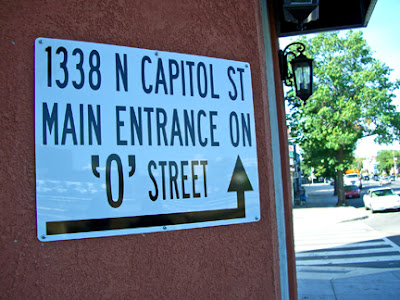 1338 N CAPITOL ST
MAIN ENTRANCE ON
'O' STREET